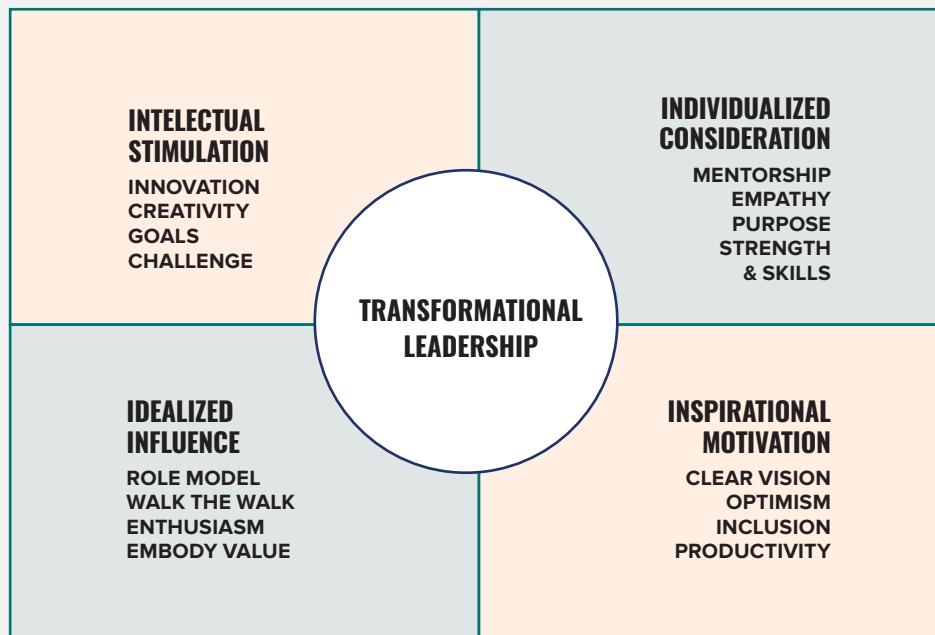 INTELECTUAL
STIMULATION
INNOVATION
CREATIVITY
GOALS
CHALLENGE
INDIVIDUALIZED
CONSIDERATION
MENTORSHIP
EMPATHY
PURPOSE
STRENGTH
& SKILLS
TRANSFORMATIONAL
LEADERSHIP
IDEALIZED
INFLUENCE
ROLE MODEL
WALK THE WALK
ENTHUSIASM
EMBODY VALUE
INSPIRATIONAL
MOTIVATION
CLEAR VISION
OPTIMISM
INCLUSION
PRODUCTIVITY